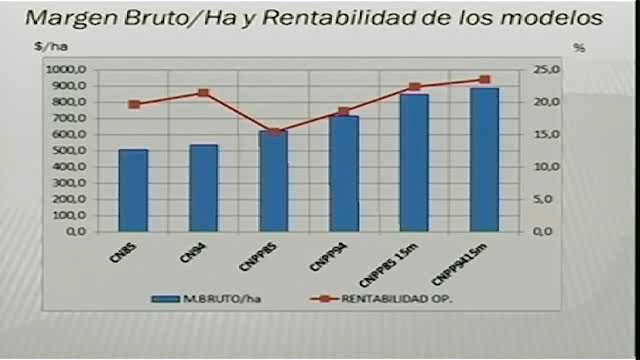 Margen Bruto/Ha y Rentabilidad de los modelos
$/ha
%
1000,0
900,0
800,0
700,0
600,0
500,0
400,0
300,0
200,0
100,0
0,0
25,0
20,0
15,0
10,0
5,0
0,0
CN85
CN94
CNPP85
CNPP94
CNPP85 15m
CNPP9415m
M.BRUTO/ha
RENTABILIDAD OP.